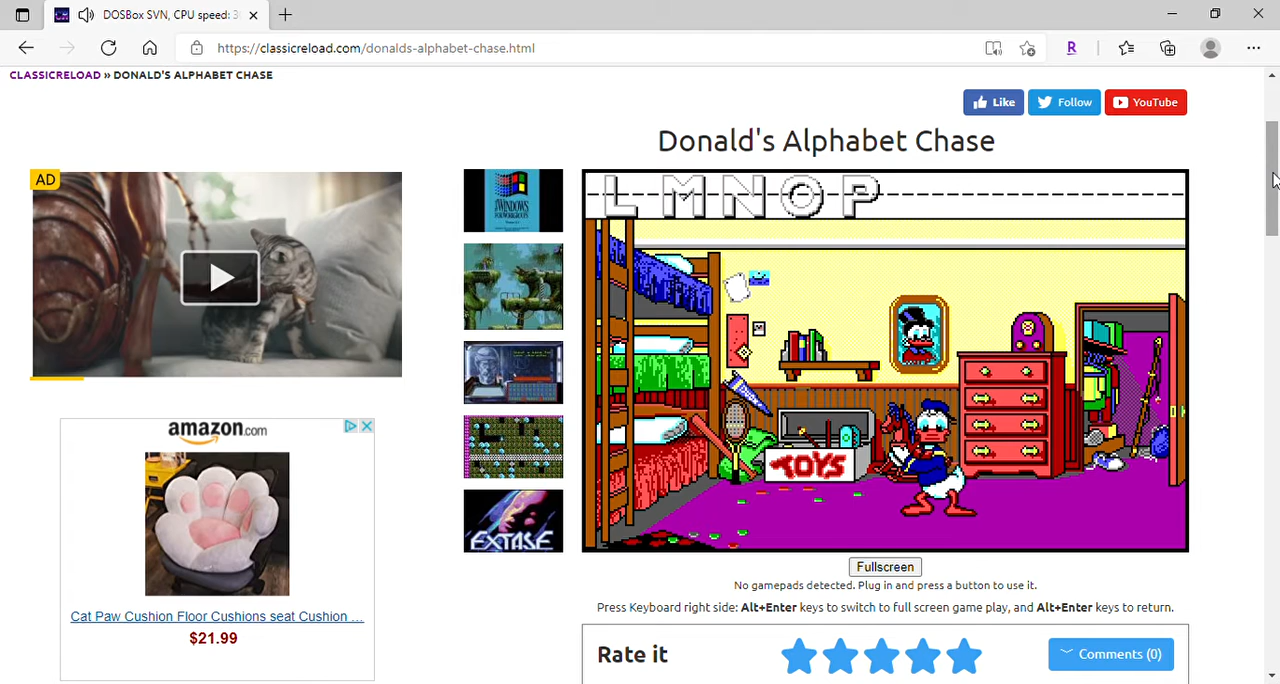 DOSBox SVN, CPU speed: 3
https://classicreload.com/donalds-alphabet-chase.html
CLASSICRELOAD » DONALD'S ALPHABET CHASE
Like
Follow
YouTube
Donald's Alphabet Chase
AD
L M N O P
WINDOWS
TOYS
EXTASE
amazon.com
Cat Paw Cushion Floor Cushions seat Cushion ...
$21.99
Fullscreen
No gamepads detected. Plug in and press a button to use it.
Press Keyboard right side: Alt+Enter keys to switch to full screen game play, and Alt+Enter keys to return.
Rate it
Comments (0)